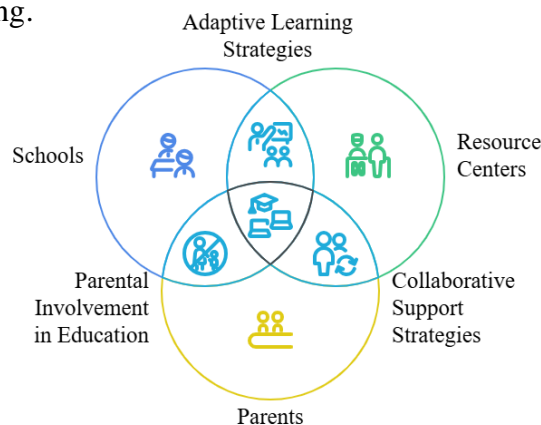 ng.
Adaptive Learning
Strategies
Schools
Resource
Centers
Parental
Involvement
in Education
Collaborative
Support
Strategies
Parents